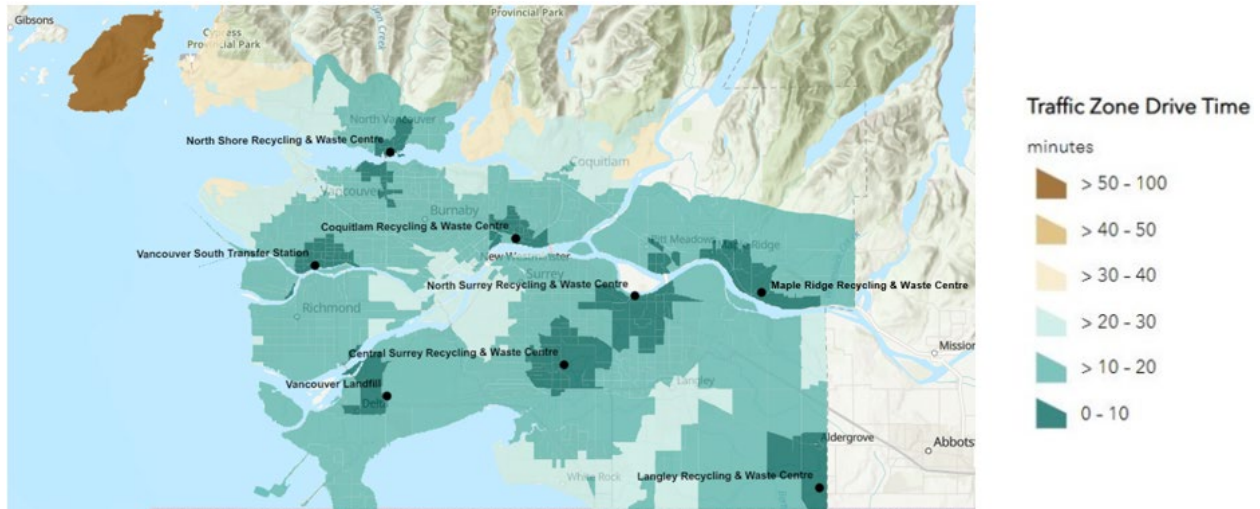 Gibsons
Provincial Park
Lynn Creek
Cypress
Provincial Park
North Vancouver
North Shore Recycling & Waste Centre
Coquitlam
Vancouver
Burnaby
Coquitlam Recycling & Waste Centre
Pitt Meadows
Maple Ridge
Vancouver South Transfer Station
New Westminster
Surrey
North Surrey Recycling & Waste Centre
Maple Ridge Recycling & Waste Centre
Richmond
Mission
Central Surrey Recycling & Waste Centre
Vancouver Landfill
Langley
Delta
Aldergrove
Abbots
White Rock
Langley Recycling & Waste Centre
Traffic Zone Drive Time
minutes
> 50 - 100
> 40 - 50
> 30 - 40
> 20 - 30
> 10 - 20
0 - 10